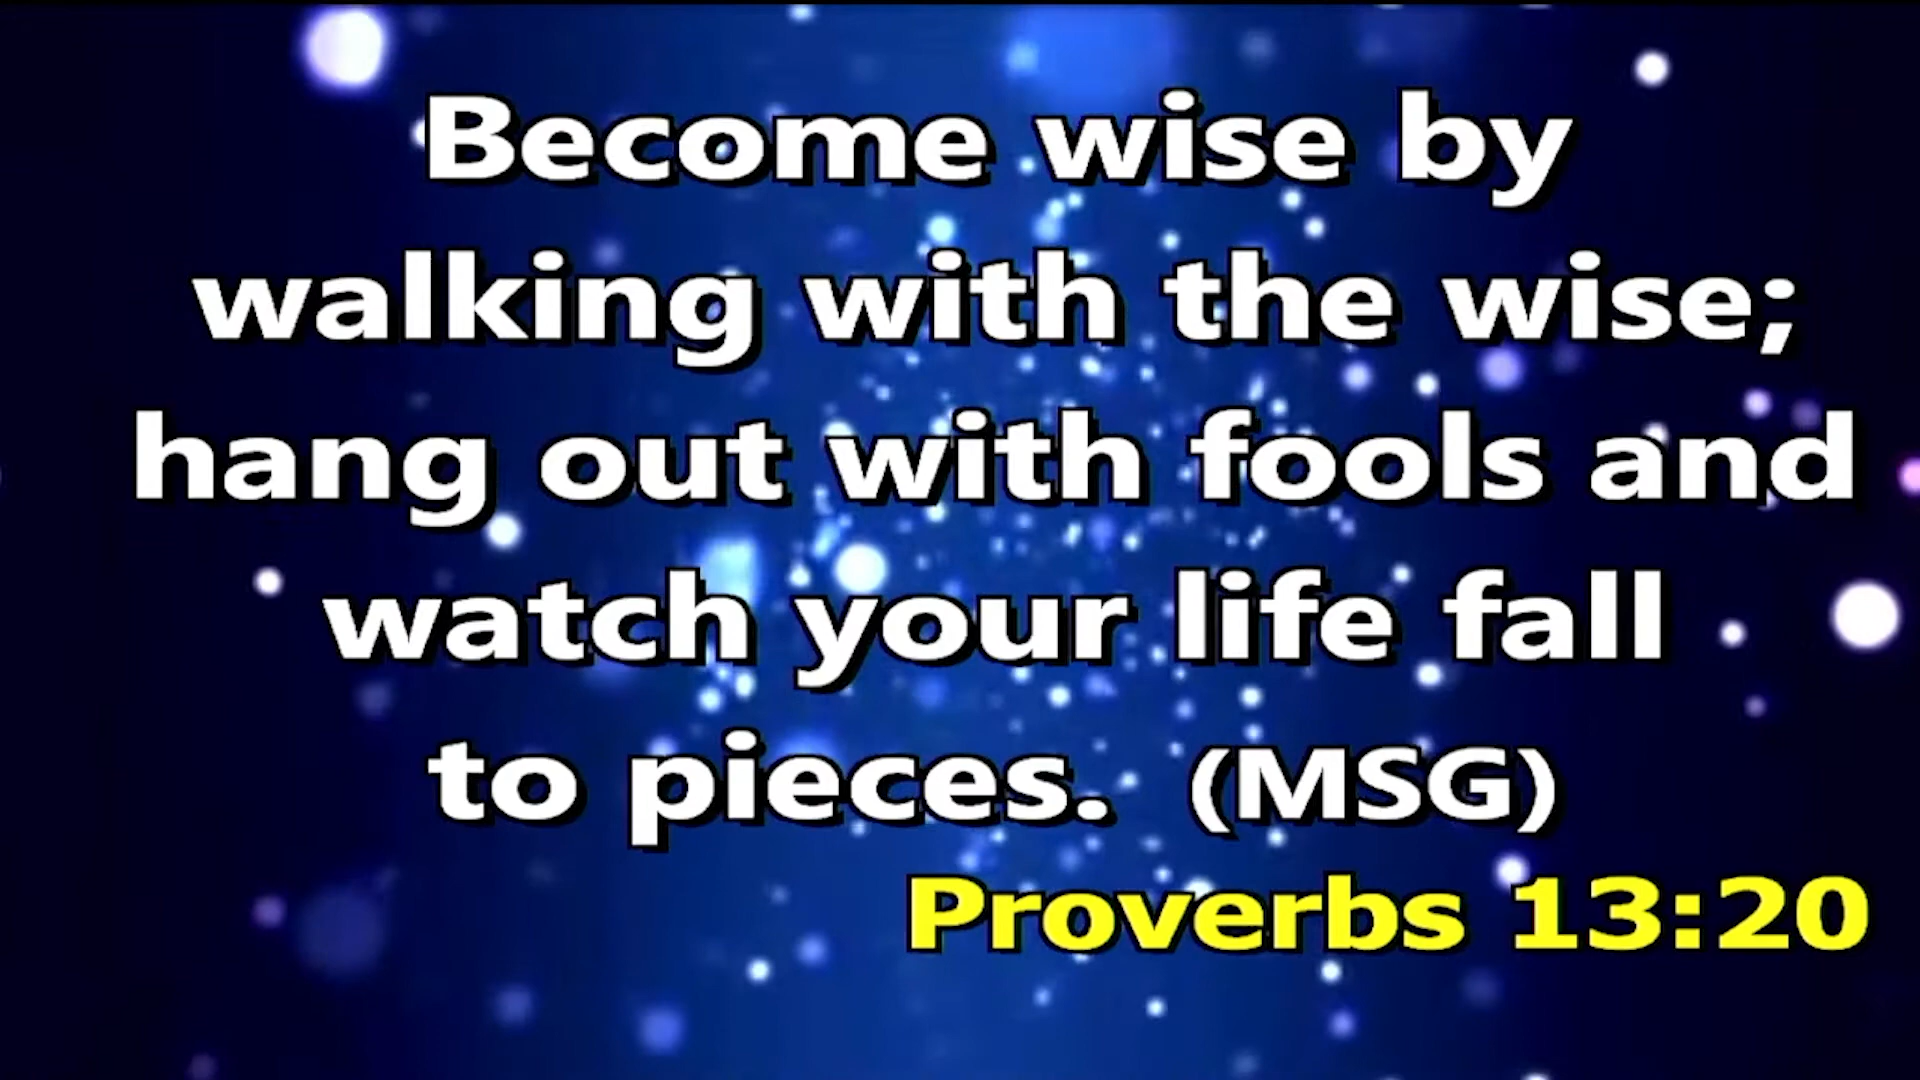 Become wise by
walking with the wise;
hang out with fools and
watch your life fall
to pieces. (MSG)
Proverbs 13:20